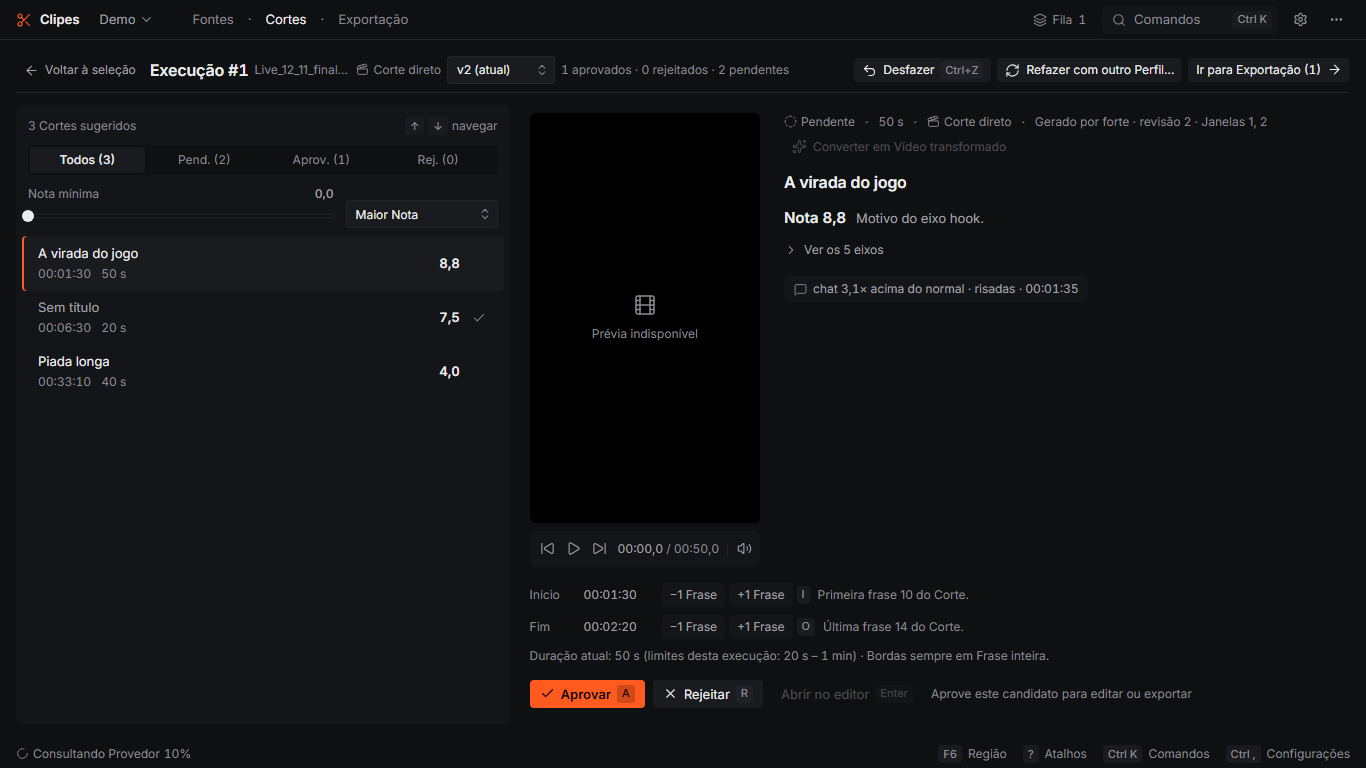 Clipes Demo Fontes · Cortes · Exportação Fila 1 Comandos Ctrl K
Voltar à seleção Execução #1 Live_12_11_final... Corte direto v2 (atual) 1 aprovados · 0 rejeitados · 2 pendentes Desfazer Ctrl+Z Refazer com outro Perfil... Ir para Exportação (1)
3 Cortes sugeridos ↑ ↓ navegar
Todos (3) Pend. (2) Aprov. (1) Rej. (0)
Nota mínima 0,0
Maior Nota
A virada do jogo
00:01:30 50 s
8,8
Sem título
00:06:30 20 s
7,5
Piada longa
00:33:10 40 s
4,0
Prévia indisponível
00:00,0 / 00:50,0
Pendente · 50 s · Corte direto · Gerado por forte · revisão 2 · Janelas 1, 2
Converter em Vídeo transformado
A virada do jogo
Nota 8,8 Motivo do eixo hook.
Ver os 5 eixos
chat 3,1× acima do normal · risadas · 00:01:35
Início 00:01:30 −1 Frase +1 Frase I Primeira frase 10 do Corte.
Fim 00:02:20 −1 Frase +1 Frase O Última frase 14 do Corte.
Duração atual: 50 s (limites desta execução: 20 s – 1 min) · Bordas sempre em Frase inteira.
Aprovar A Rejeitar R Abrir no editor Enter Aprove este candidato para editar ou exportar
Consultando Provedor 10% F6 Região ? Atalhos Ctrl K Comandos Ctrl , Configurações